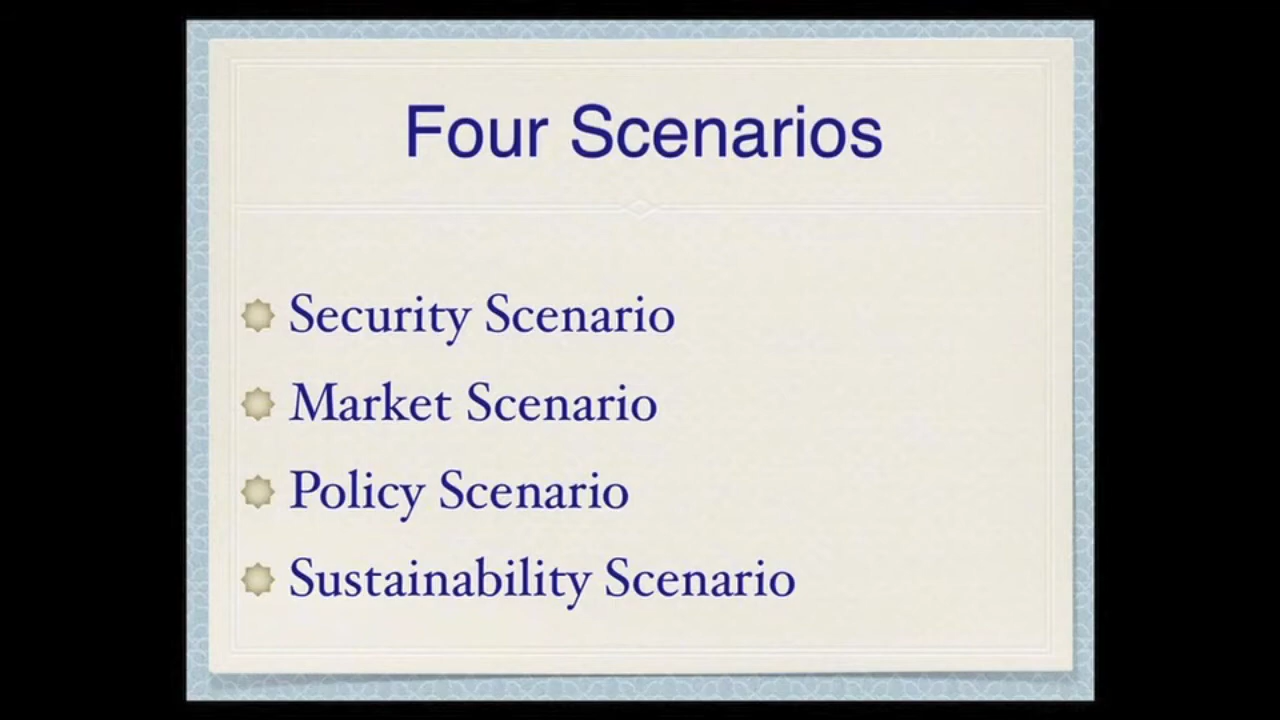 Four Scenarios
Security Scenario
Market Scenario
Policy Scenario
Sustainability Scenario